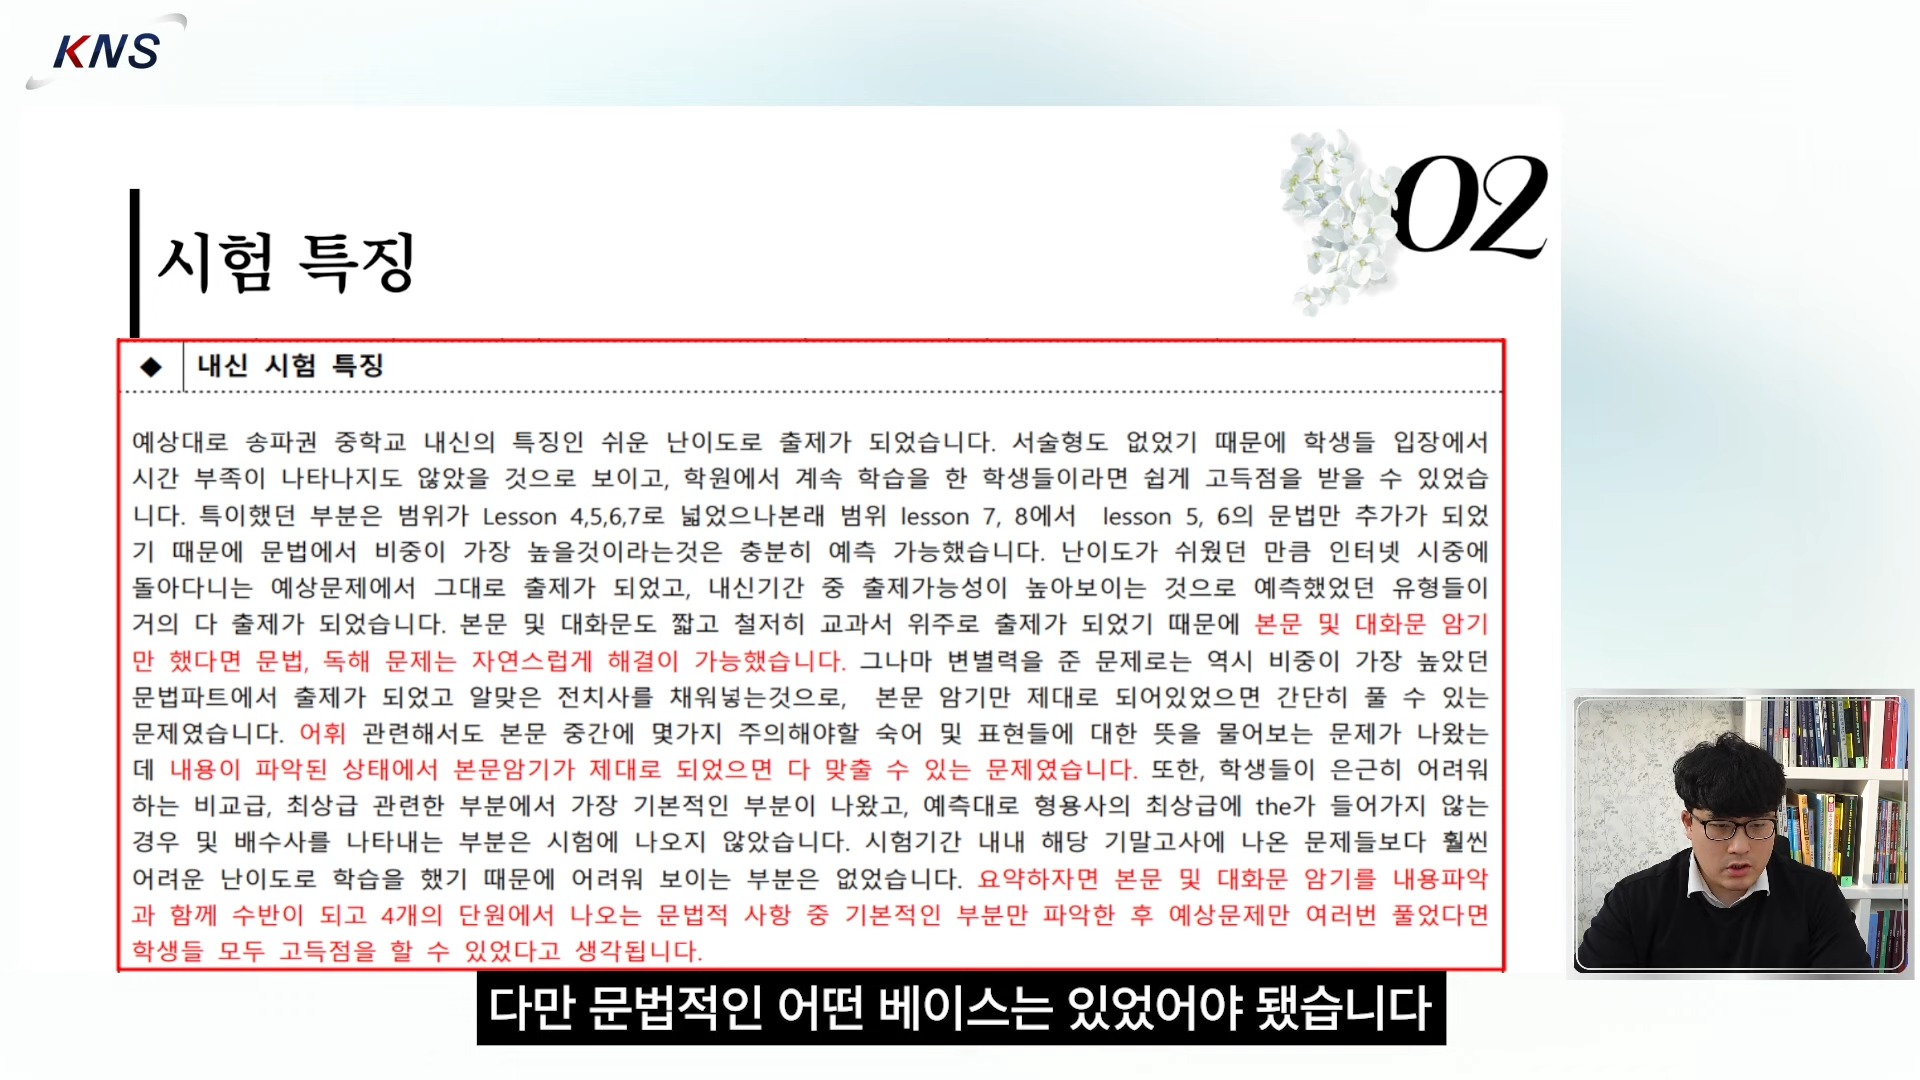 KNS
02
시험 특징
◆ 내신 시험 특징
예상대로 송파권 중학교 내신의 특징인 쉬운 난이도로 출제가 되었습니다. 서술형도 없었기 때문에 학생들 입장에서
시간 부족이 나타나지도 않았을 것으로 보이고, 학원에서 계속 학습을 한 학생들이라면 쉽게 고득점을 받을 수 있었습
니다. 특이했던 부분은 범위가 Lesson 4,5,6,7로 넓었으나본래 범위 lesson 7, 8에서 lesson 5, 6의 문법만 추가가 되었
기 때문에 문법에서 비중이 가장 높을것이라는것은 충분히 예측 가능했습니다. 난이도가 쉬웠던 만큼 인터넷 시중에
돌아다니는 예상문제에서 그대로 출제가 되었고, 내신기간 중 출제가능성이 높아보이는 것으로 예측했었던 유형들이
거의 다 출제가 되었습니다. 본문 및 대화문도 짧고 철저히 교과서 위주로 출제가 되었기 때문에 본문 및 대화문 암기
만 했다면 문법, 독해 문제는 자연스럽게 해결이 가능했습니다. 그나마 변별력을 준 문제로는 역시 비중이 가장 높았던
문법파트에서 출제가 되었고 알맞은 전치사를 채워넣는것으로, 본문 암기만 제대로 되어있었으면 간단히 풀 수 있는
문제였습니다. 어휘 관련해서도 본문 중간에 몇가지 주의해야할 숙어 및 표현들에 대한 뜻을 물어보는 문제가 나왔는
데 내용이 파악된 상태에서 본문암기가 제대로 되었으면 다 맞출 수 있는 문제였습니다. 또한, 학생들이 은근히 어려워
하는 비교급, 최상급 관련한 부분에서 가장 기본적인 부분이 나왔고, 예측대로 형용사의 최상급에 the가 들어가지 않는
경우 및 배수사를 나타내는 부분은 시험에 나오지 않았습니다. 시험기간 내내 해당 기말고사에 나온 문제들보다 훨씬
어려운 난이도로 학습을 했기 때문에 어려워 보이는 부분은 없었습니다. 요약하자면 본문 및 대화문 암기를 내용파악
과 함께 수반이 되고 4개의 단원에서 나오는 문법적 사항 중 기본적인 부분만 파악한 후 예상문제만 여러번 풀었다면
학생들 모두 고득점을 할 수 있었다고 생각됩니다.
다만 문법적인 어떤 베이스는 있었어야 됐습니다